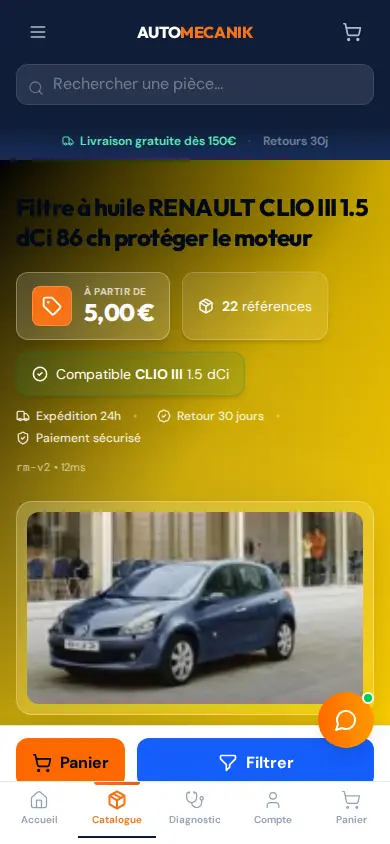 AUTOMECANIK
Rechercher une pièce...
Livraison gratuite dès 150€ · Retours 30j
Filtre à huile RENAULT CLIO III 1.5
dCi 86 ch protéger le moteur
À PARTIR DE
5,00 €
22 références
Compatible CLIO III 1.5 dCi
Expédition 24h • Retour 30 jours •
Paiement sécurisé
rm-v2 • 12ms
Panier
Filtrer
Accueil
Catalogue
Diagnostic
Compte
Panier